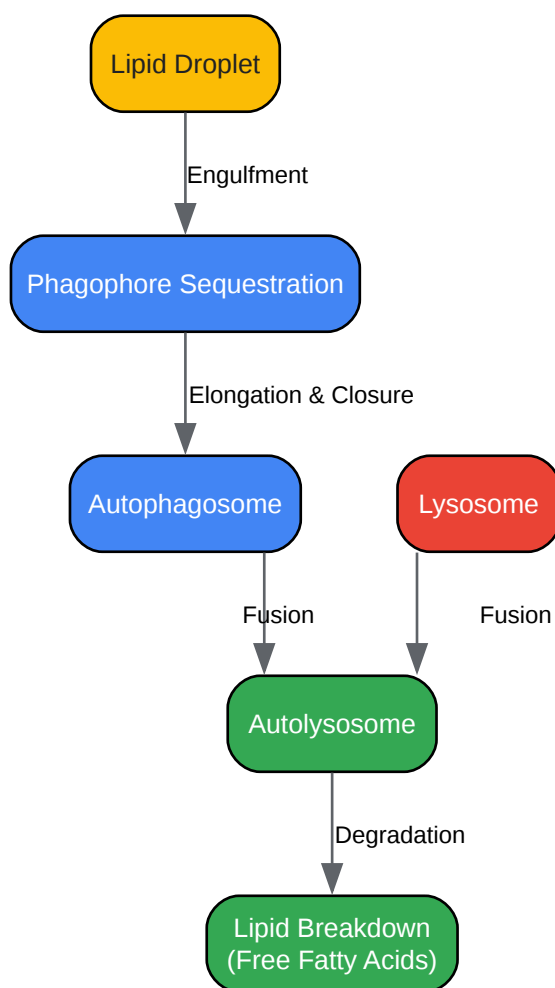 Lipid Droplet
Engulfment
Phagophore Sequestration
Elongation & Closure
Autophagosome
Lysosome
Fusion
Fusion
Autolysosome
Degradation
Lipid Breakdown
(Free Fatty Acids)